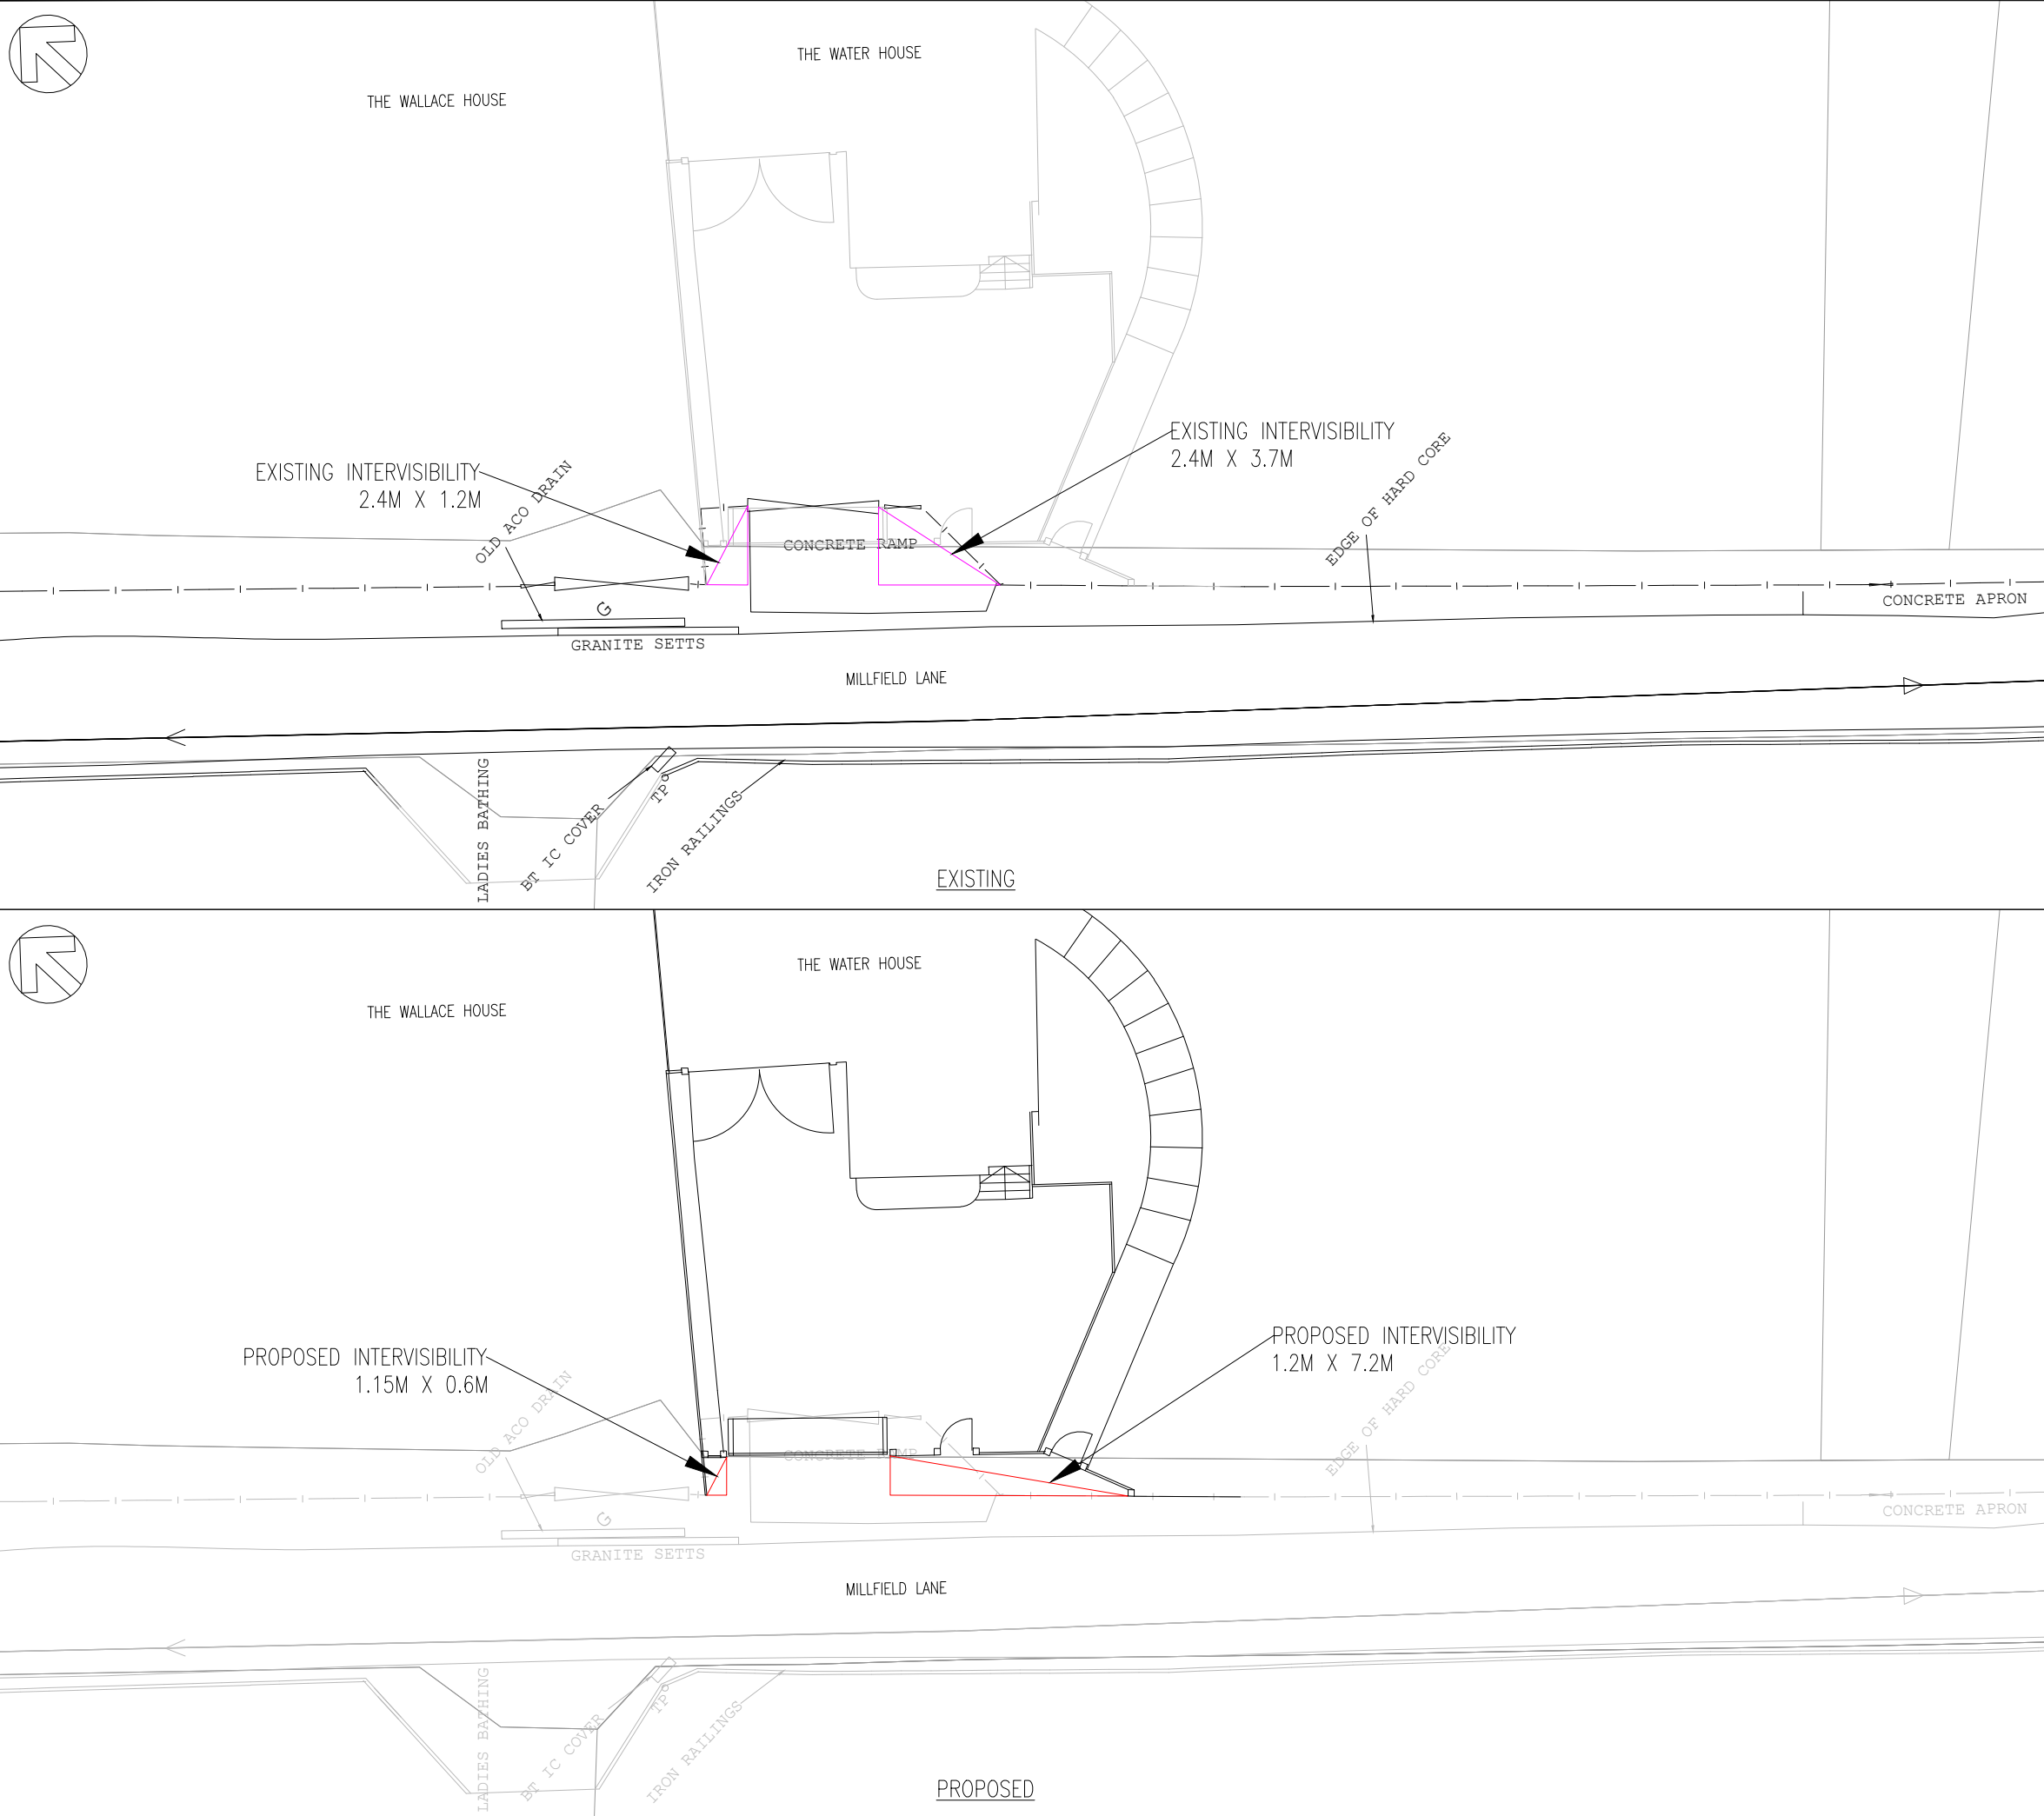 THE WATER HOUSE
THE WALLACE HOUSE
EXISTING INTERVISIBILITY
2.4M X 3.7M
EXISTING INTERVISIBILITY
2.4M X 1.2M
OLD ACO DRAIN
EDGE OF HARD CORE
CONCRETE RAMP
CONCRETE APRON
G
GRANITE SETTS
MILLFIELD LANE
LADIES BATHING
BT IC COVER
TP
IRON RAILINGS
EXISTING
THE WATER HOUSE
THE WALLACE HOUSE
PROPOSED INTERVISIBILITY
1.2M X 7.2M
PROPOSED INTERVISIBILITY
1.15M X 0.6M
OLD ACO DRAIN
EDGE OF HARD CORE
CONCRETE RAMP
CONCRETE APRON
G
GRANITE SETTS
MILLFIELD LANE
LADIES BATHING
BT IC COVER
TP
IRON RAILINGS
PROPOSED